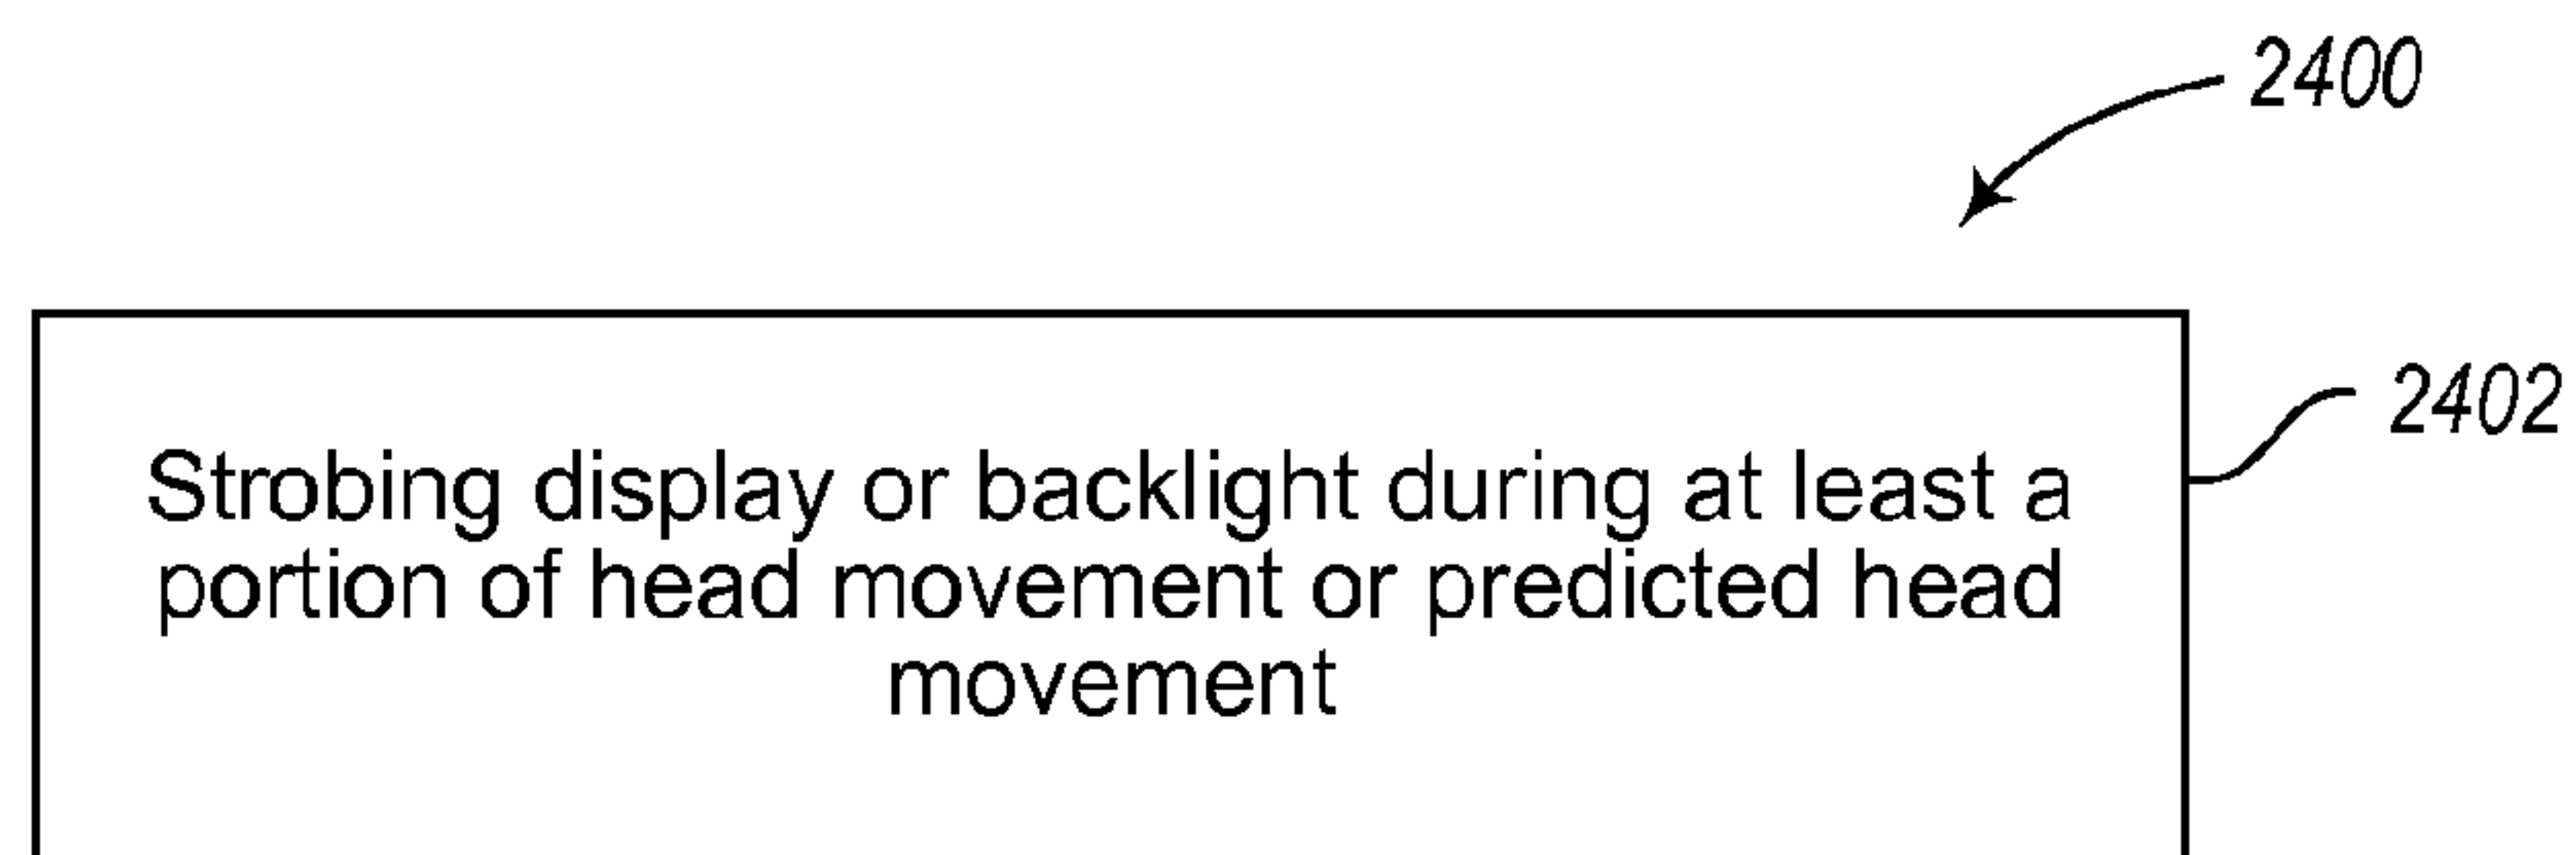 2400
2402
Strobing display or backlight during at least a
portion of head movement or predicted head
movement